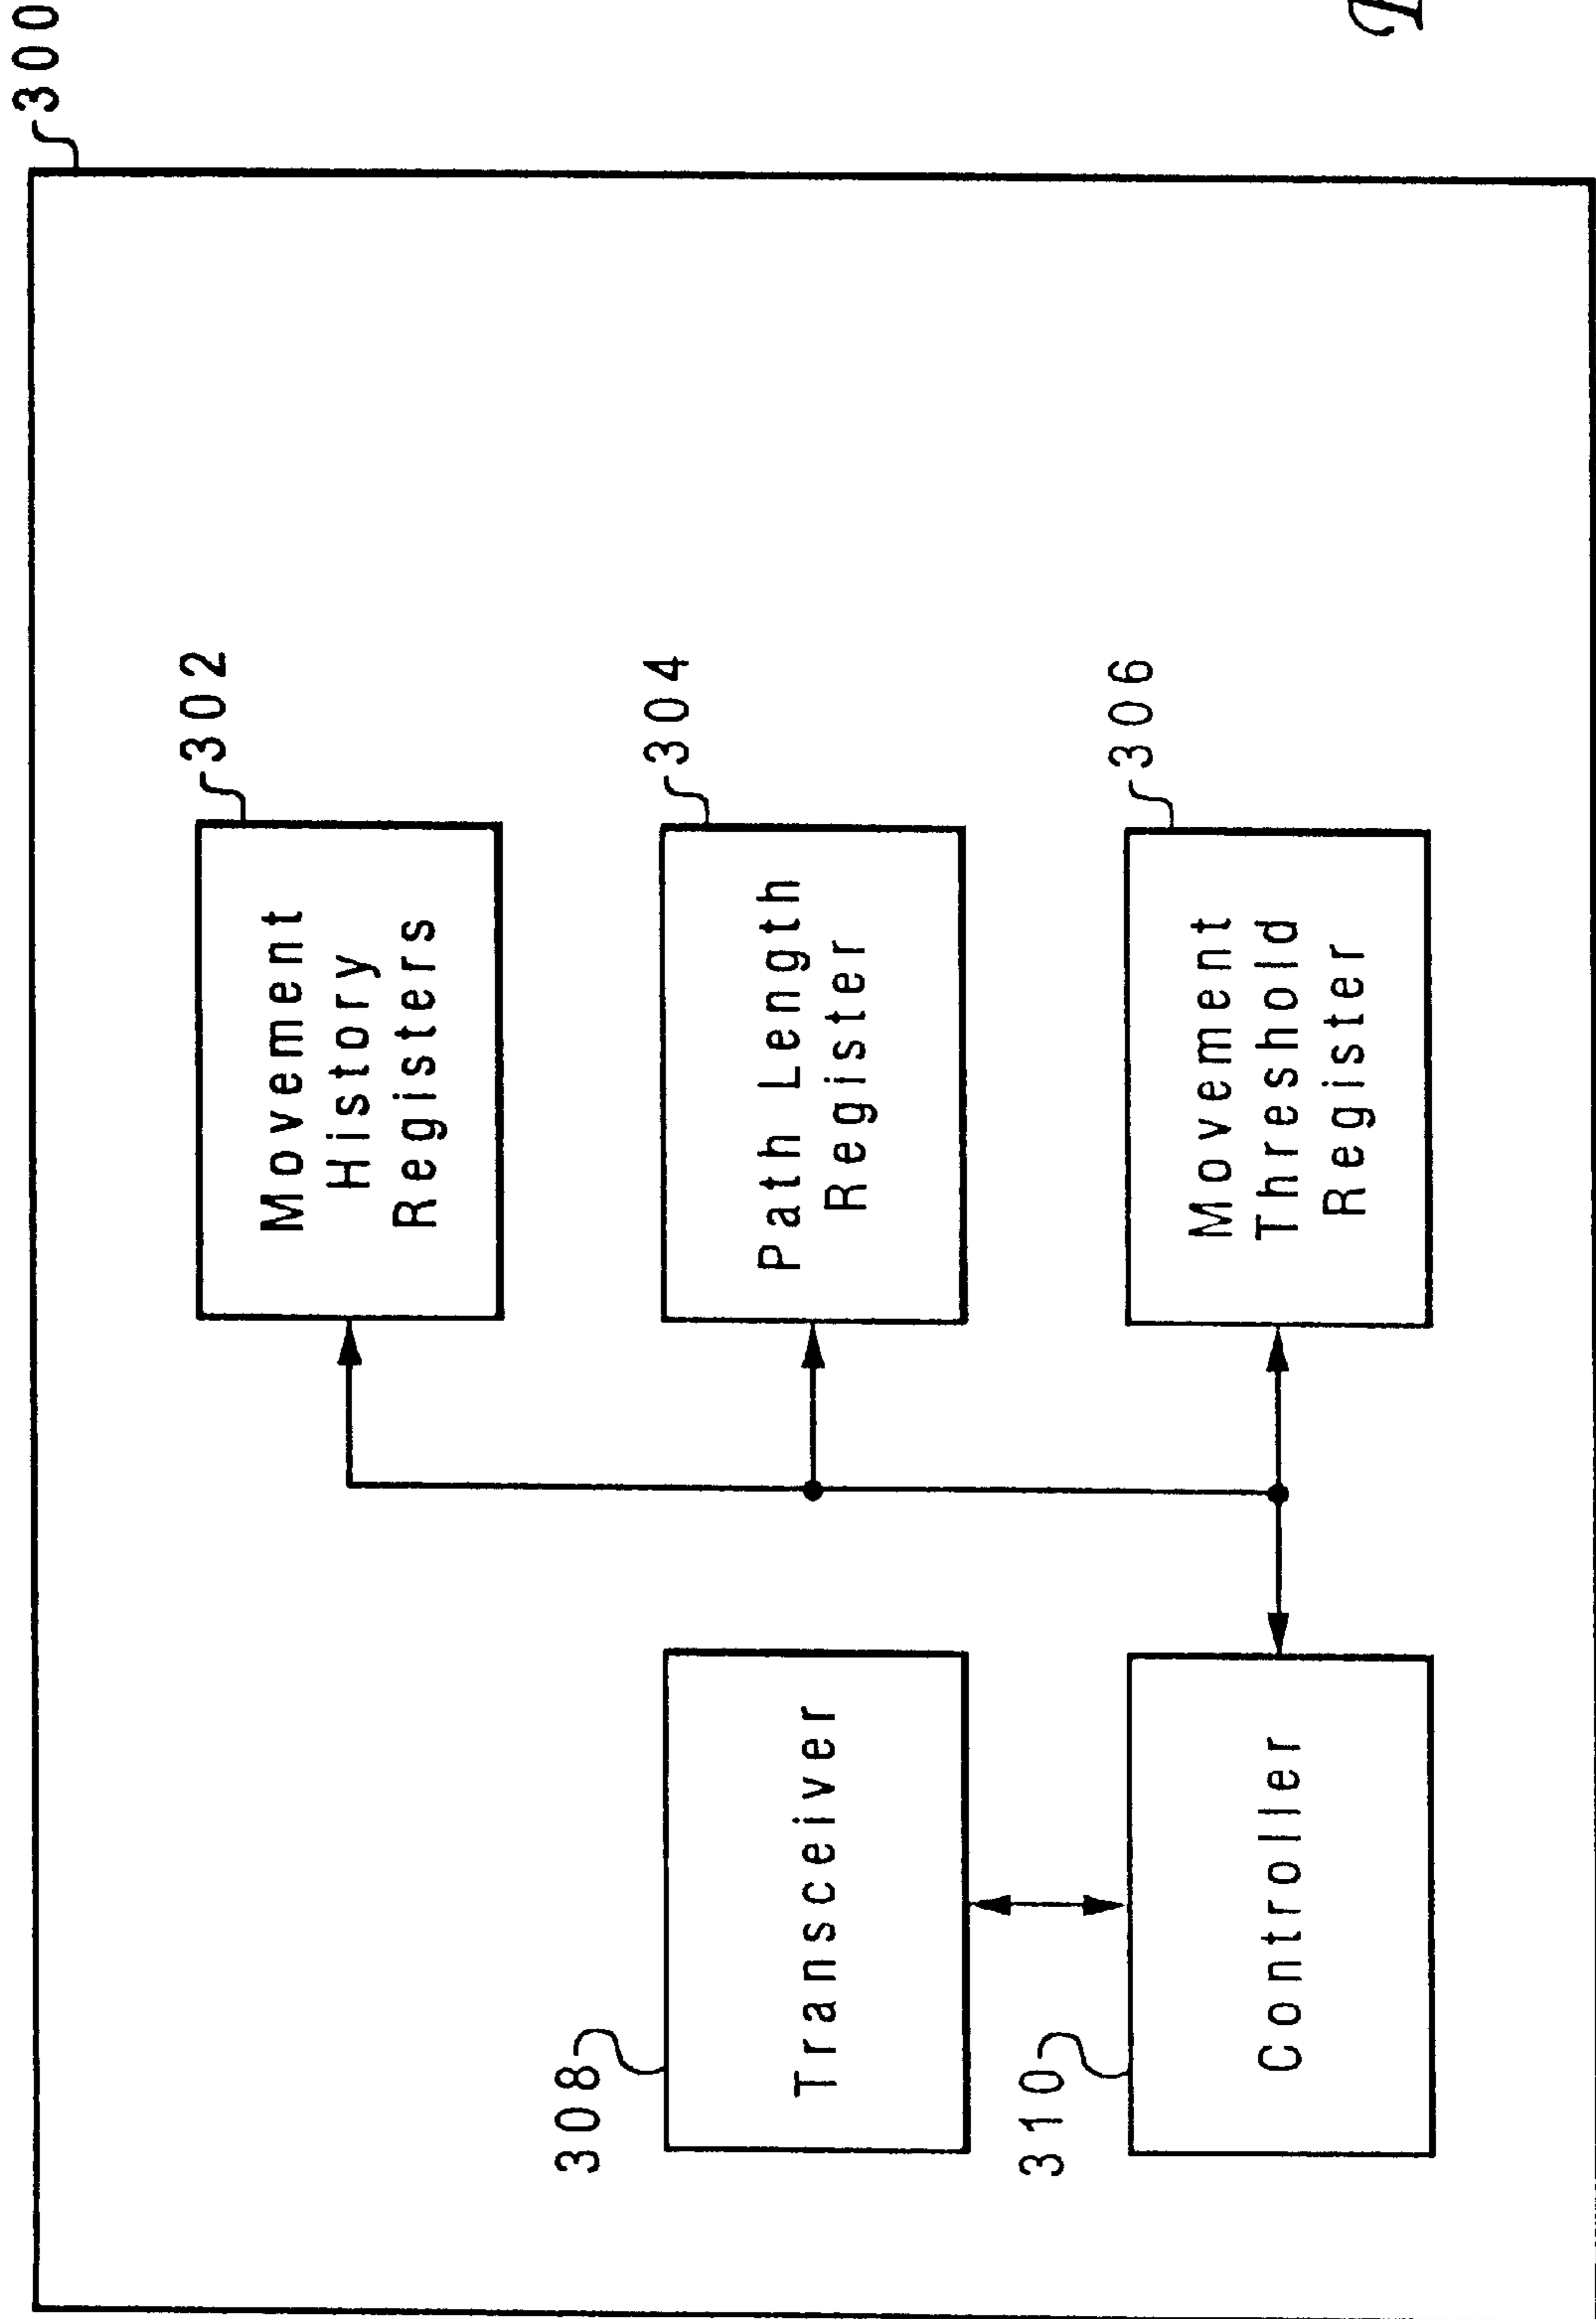 300
302
Movement
History
Registers
304
Path Length
Register
306
Movement
Threshold
Register
308
Transceiver
310
Controller